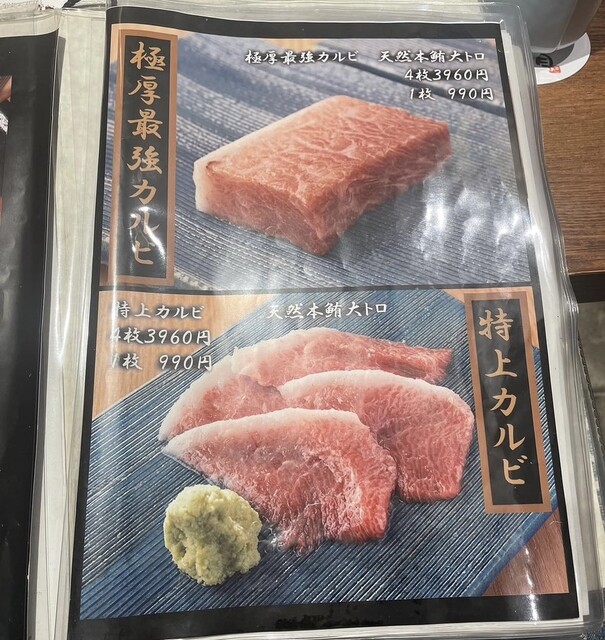 極厚最強カルビ
極厚最強カルビ 天然本鮪大トロ
4枚3960円
1枚 990円
特上カルビ 天然本鮪大トロ
4枚3960円
1枚 990円
特上カルビ